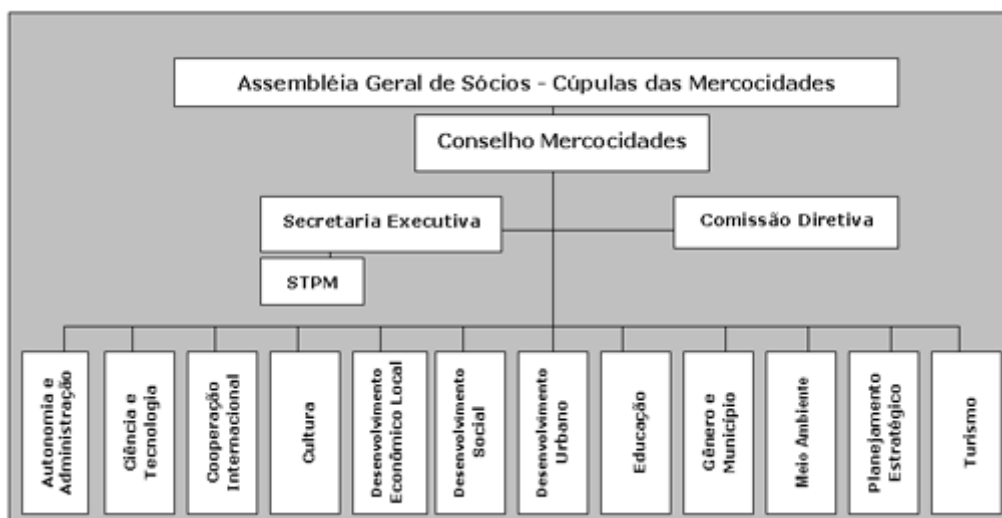 Assembléia Geral de Sócios - Cúpulas das Mercocidades
Conselho Mercocidades
Secretaria Executiva
Comissão Diretiva
STPM
Autonomia e
Administração
Ciência e
Tecnologia
Cooperação
Internacional
Cultura
Desenvolvimento
Econômico Local
Desenvolvimento
Social
Desenvolvimento
Urbano
Educação
Gênero e
Município
Meio Ambiente
Planejamento
Estratégico
Turismo